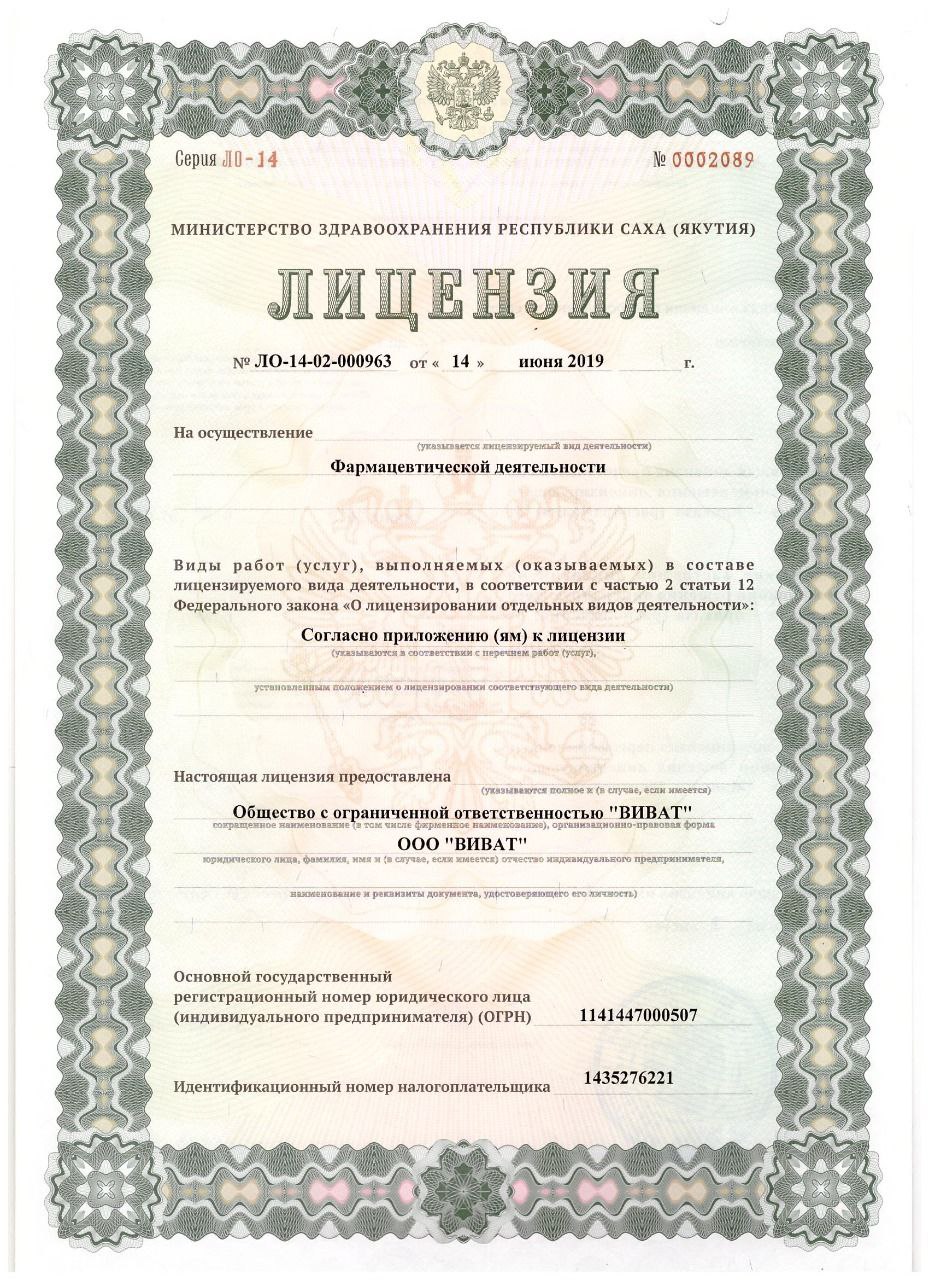 Серия ЛО-14
№ 0002089
МИНИСТЕРСТВО ЗДРАВООХРАНЕНИЯ РЕСПУБЛИКИ САХА (ЯКУТИЯ)
ЛИЦЕНЗИЯ
№ ЛО-14-02-000963 от « 14 » июня 2019 г.
На осуществление
(указывается лицензируемый вид деятельности)
Фармацевтической деятельности
Виды работ (услуг), выполняемых (оказываемых) в составе
лицензируемого вида деятельности, в соответствии с частью 2 статьи 12
Федерального закона «О лицензировании отдельных видов деятельности»:
Согласно приложению (ям) к лицензии
(указываются в соответствии с перечнем работ (услуг),
установленным положением о лицензировании соответствующего вида деятельности)
Настоящая лицензия предоставлена
(указываются полное и (в случае, если имеется)
Общество с ограниченной ответственностью "ВИВАТ"
сокращенное наименование (в том числе фирменное наименование), организационно-правовая форма
ООО "ВИВАТ"
юридического лица, фамилия, имя и (в случае, если имеется) отчество индивидуального предпринимателя,
наименование и реквизиты документа, удостоверяющего его личность)
Основной государственный
регистрационный номер юридического лица
(индивидуального предпринимателя) (ОГРН) 1141447000507
Идентификационный номер налогоплательщика 1435276221